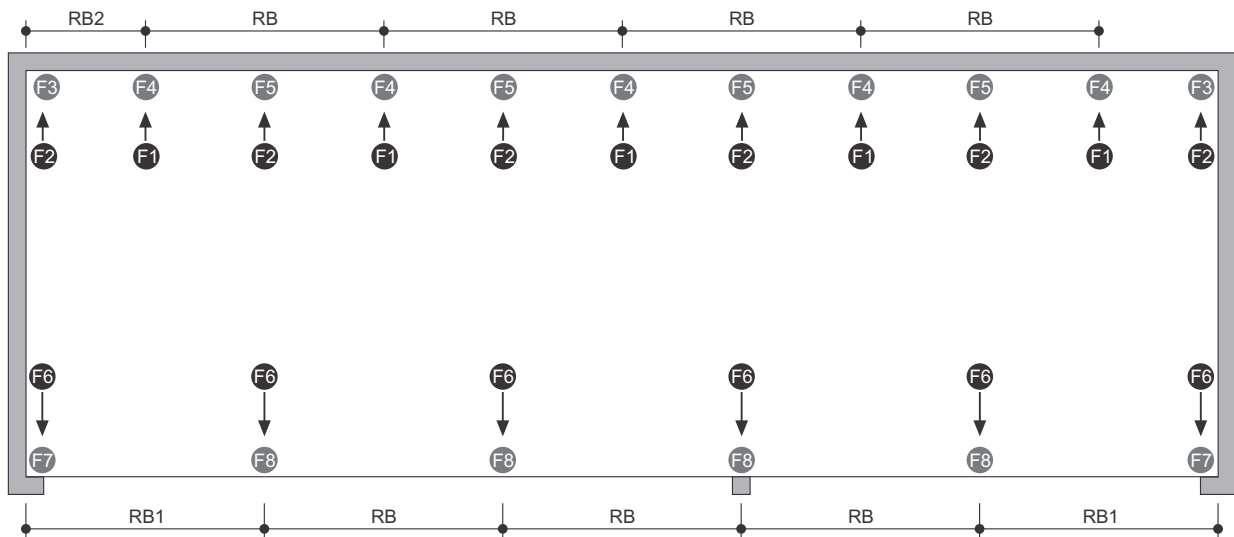 RB2 RB RB RB RB
F3 F4 F5 F4 F5 F4 F5 F4 F5 F4 F3
F2 F1 F2 F1 F2 F1 F2 F1 F2 F1 F2
F6 F6 F6 F6 F6 F6
F7 F8 F8 F8 F8 F7
RB1 RB RB RB RB1